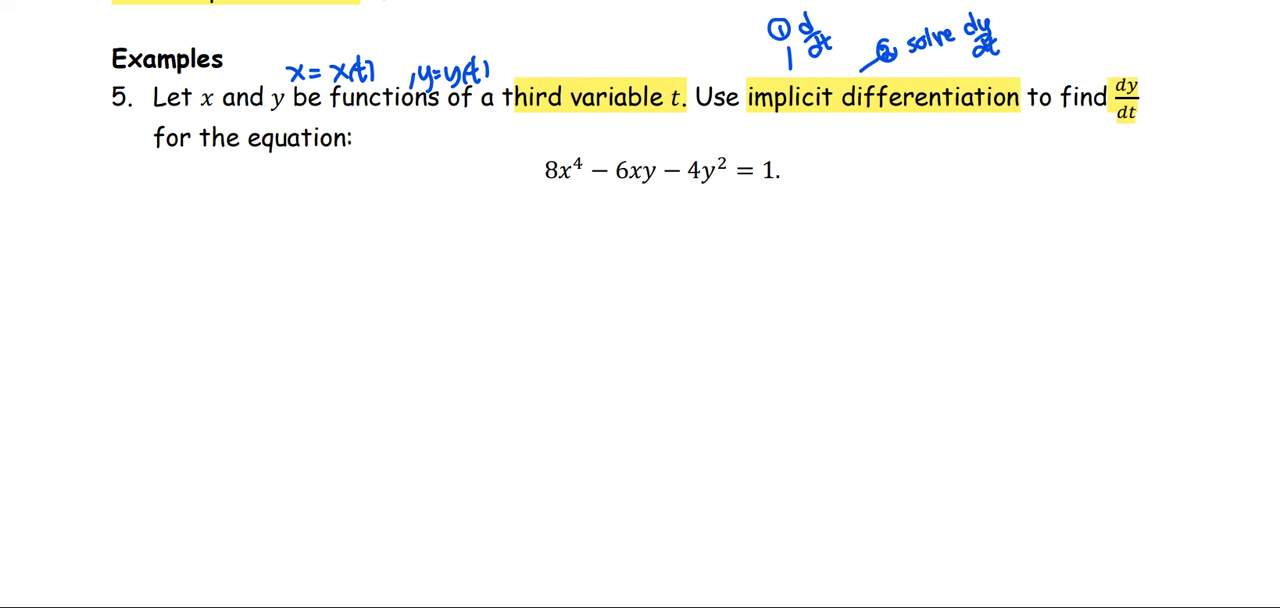 ① d/dt
② solve dy/dt
Examples
x = x(t) , y = y(t)
5. Let x and y be functions of a third variable t. Use implicit differentiation to find dy/dt
for the equation:
8x⁴ − 6xy − 4y² = 1.